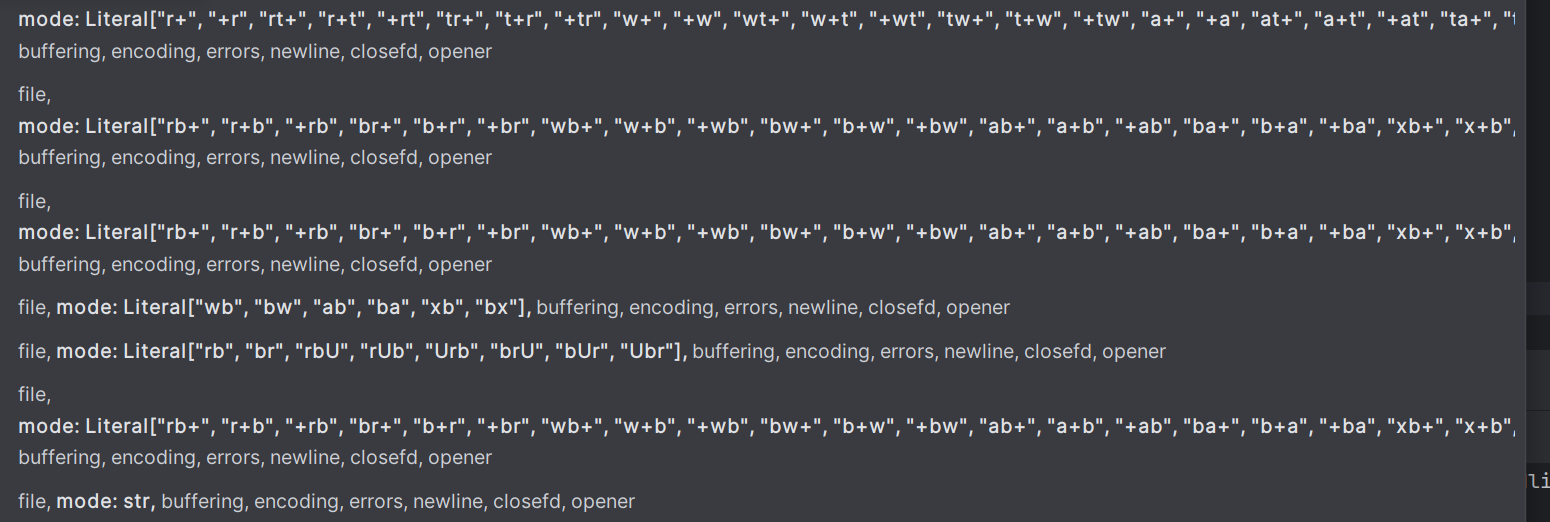 mode: Literal["r+", "+r", "rt+", "r+t", "+rt", "tr+", "t+r", "+tr", "w+", "+w", "wt+", "w+t", "+wt", "tw+", "t+w", "+tw", "a+", "+a", "at+", "a+t", "+at", "ta+", "t
buffering, encoding, errors, newline, closefd, opener
file,
mode: Literal["rb+", "r+b", "+rb", "br+", "b+r", "+br", "wb+", "w+b", "+wb", "bw+", "b+w", "+bw", "ab+", "a+b", "+ab", "ba+", "b+a", "+ba", "xb+", "x+b",
buffering, encoding, errors, newline, closefd, opener
file,
mode: Literal["rb+", "r+b", "+rb", "br+", "b+r", "+br", "wb+", "w+b", "+wb", "bw+", "b+w", "+bw", "ab+", "a+b", "+ab", "ba+", "b+a", "+ba", "xb+", "x+b",
buffering, encoding, errors, newline, closefd, opener
file, mode: Literal["wb", "bw", "ab", "ba", "xb", "bx"], buffering, encoding, errors, newline, closefd, opener
file, mode: Literal["rb", "br", "rbU", "rUb", "Urb", "brU", "bUr", "Ubr"], buffering, encoding, errors, newline, closefd, opener
file,
mode: Literal["rb+", "r+b", "+rb", "br+", "b+r", "+br", "wb+", "w+b", "+wb", "bw+", "b+w", "+bw", "ab+", "a+b", "+ab", "ba+", "b+a", "+ba", "xb+", "x+b",
buffering, encoding, errors, newline, closefd, opener
li
file, mode: str, buffering, encoding, errors, newline, closefd, opener